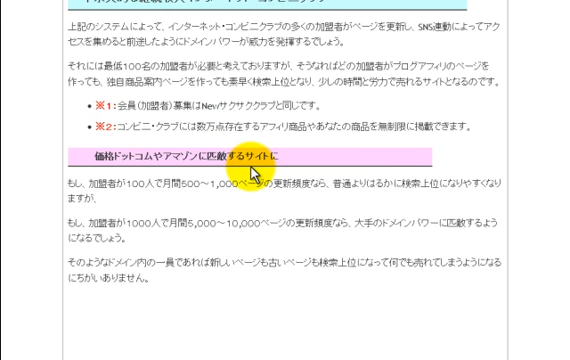 上記のシステムによって、インターネット・コンビニクラブの多くの加盟者がページを更新し、SNS連動によってアク
セスを集めると前述したようにドメインパワーが威力を発揮するでしょう。
それには最低100名の加盟者が必要と考えておりますが、そうなればどの加盟者がブログアフィリのページを
作っても、独自商品案内ページを作っても素早く検索上位となり、少しの時間と労力で売れるサイトとなるのです。
• ※1：会員（加盟者）募集はNewサクサククラブと同じです。
• ※2：コンビニ・クラブには数万点存在するアフィリ商品やあなたの商品を無制限に掲載できます。
価格ドットコムやアマゾンに匹敵するサイトに
もし、加盟者が100人で月間500～1,000ページの更新頻度なら、普通よりはるかに検索上位になりやすくなり
ますが、
もし、加盟者が1000人で月間5,000～10,000ページの更新頻度なら、大手のドメインパワーに匹敵するよう
になるでしょう。
そのようなドメイン内の一員であれば新しいページも古いページも検索上位になって何でも売れてしまうようになる
にちがいありません。